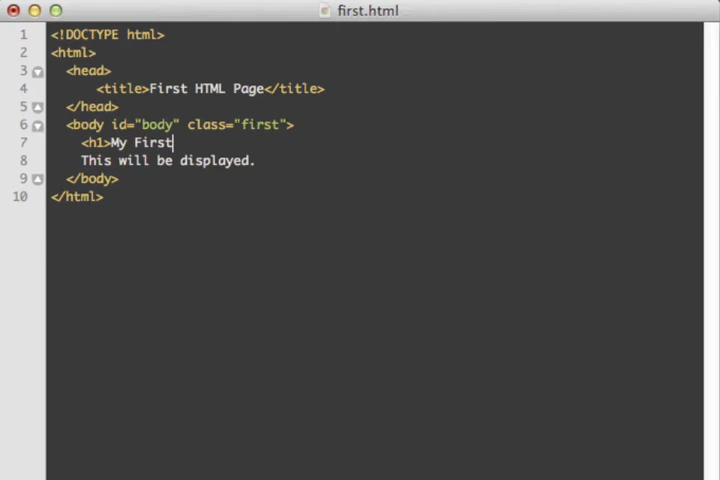 first.html
1 <!DOCTYPE html>
2 <html>
3 <head>
4 <title>First HTML Page</title>
5 </head>
6 <body id="body" class="first">
7 <h1>My First
8 This will be displayed.
9 </body>
10 </html>